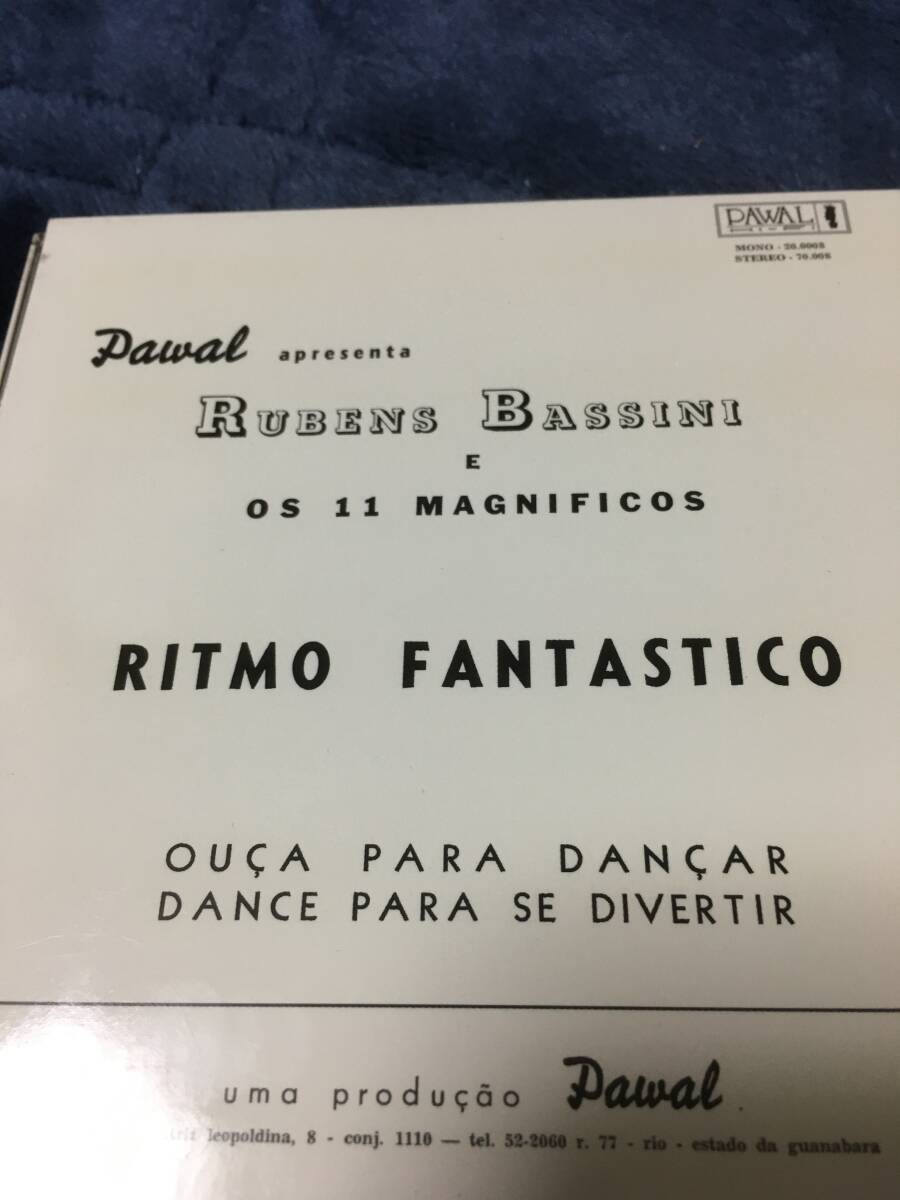 PAWAL
MONO - 20.0008
STEREO - 70.008
Pawal apresenta
RUBENS BASSINI
E
OS 11 MAGNIFICOS
RITMO FANTASTICO
OUÇA PARA DANÇAR
DANCE PARA SE DIVERTIR
uma produção Pawal
leopoldina, 8 - conj. 1110 — tel. 52-2060 r. 77 - rio - estado da guanabara